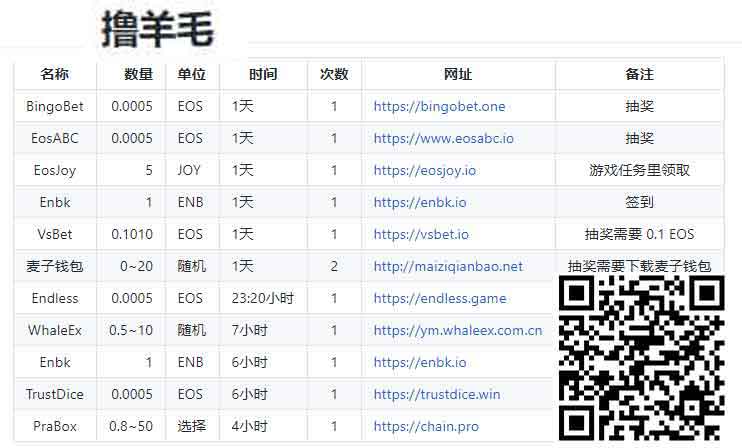 撸羊毛
名称 数量 单位 时间 次数 网址 备注
BingoBet 0.0005 EOS 1天 1 https://bingobet.one 抽奖
EosABC 0.0005 EOS 1天 1 https://www.eosabc.io 抽奖
EosJoy 5 JOY 1天 1 https://eosjoy.io 游戏任务里领取
Enbk 1 ENB 1天 1 https://enbk.io 签到
VsBet 0.1010 EOS 1天 1 https://vsbet.io 抽奖需要 0.1 EOS
麦子钱包 0~20 随机 1天 2 http://maiziqianbao.net 抽奖需要下载麦子钱包
Endless 0.0005 EOS 23:20小时 1 https://endless.game
WhaleEx 0.5~10 随机 7小时 1 https://ym.whaleex.com.cn
Enbk 1 ENB 6小时 1 https://enbk.io
TrustDice 0.0005 EOS 6小时 1 https://trustdice.win
PraBox 0.8~50 选择 4小时 1 https://chain.pro